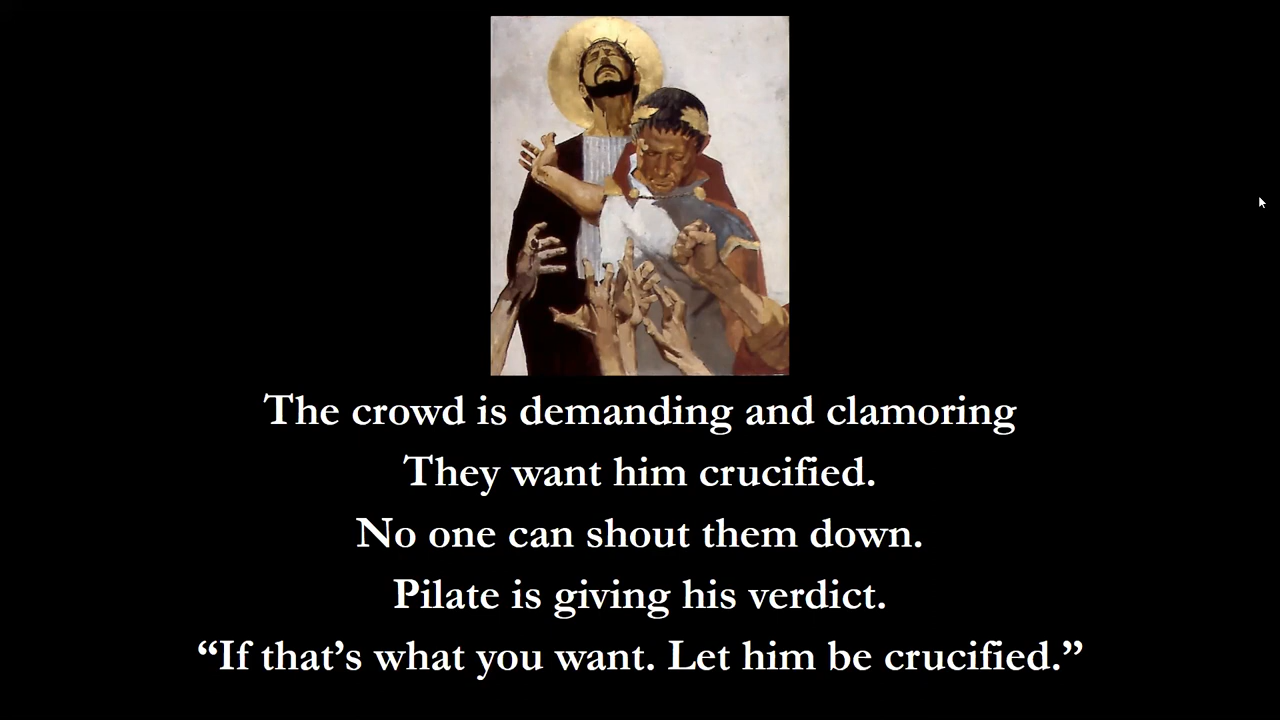 The crowd is demanding and clamoring
They want him crucified.
No one can shout them down.
Pilate is giving his verdict.
“If that’s what you want. Let him be crucified.”